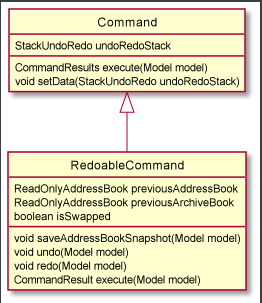 Command
StackUndoRedo undoRedoStack
CommandResults execute(Model model)
void setData(StackUndoRedo undoRedoStack)
RedoableCommand
ReadOnlyAddressBook previousAddressBook
ReadOnlyAddressBook previousArchiveBook
boolean isSwapped
void saveAddressBookSnapshot(Model model)
void undo(Model model)
void redo(Model model)
CommandResult execute(Model model)